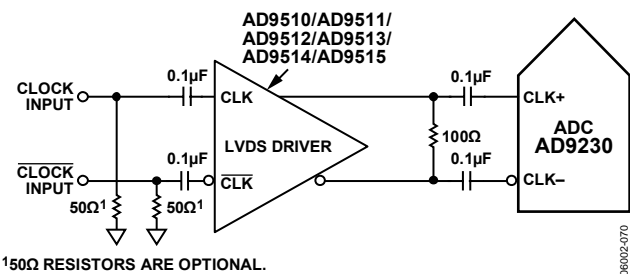 AD9510/AD9511/
AD9512/AD9513/
AD9514/AD9515
CLOCK
INPUT
0.1µF
CLK
LVDS DRIVER
CLOCK
INPUT
0.1µF
CLK
50Ω1
50Ω1
0.1µF
CLK+
100Ω
ADC
AD9230
0.1µF
CLK–
150Ω RESISTORS ARE OPTIONAL.
06002-070